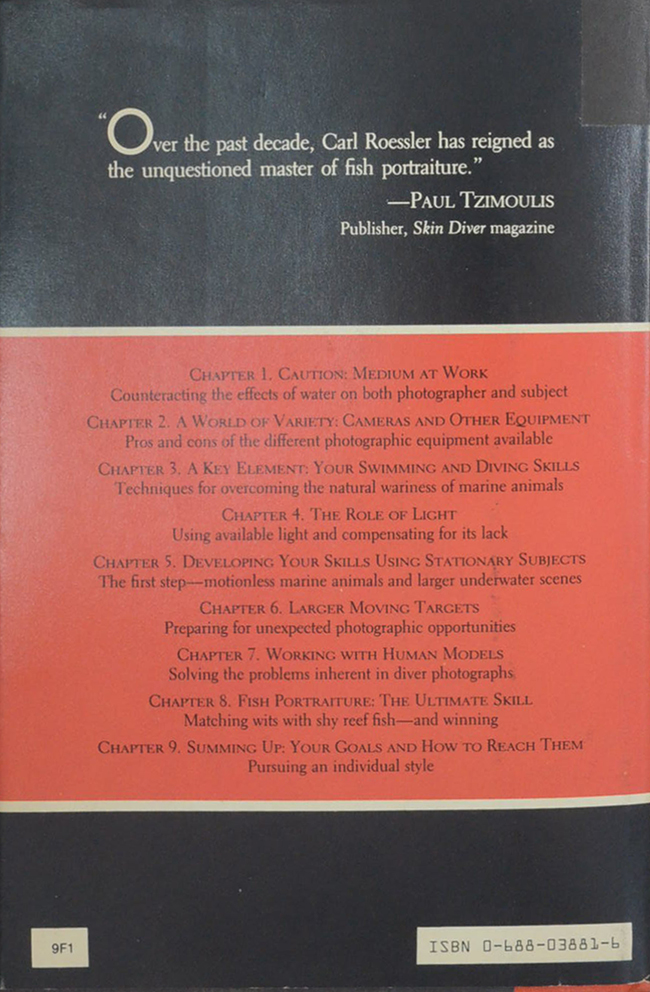 “Over the past decade, Carl Roessler has reigned as
the unquestioned master of fish portraiture.”
—PAUL TZIMOULIS
Publisher, Skin Diver magazine
CHAPTER 1. CAUTION: MEDIUM AT WORK
Counteracting the effects of water on both photographer and subject
CHAPTER 2. A WORLD OF VARIETY: CAMERAS AND OTHER EQUIPMENT
Pros and cons of the different photographic equipment available
CHAPTER 3. A KEY ELEMENT: YOUR SWIMMING AND DIVING SKILLS
Techniques for overcoming the natural wariness of marine animals
CHAPTER 4. THE ROLE OF LIGHT
Using available light and compensating for its lack
CHAPTER 5. DEVELOPING YOUR SKILLS USING STATIONARY SUBJECTS
The first step—motionless marine animals and larger underwater scenes
CHAPTER 6. LARGER MOVING TARGETS
Preparing for unexpected photographic opportunities
CHAPTER 7. WORKING WITH HUMAN MODELS
Solving the problems inherent in diver photographs
CHAPTER 8. FISH PORTRAITURE: THE ULTIMATE SKILL
Matching wits with shy reef fish—and winning
CHAPTER 9. SUMMING UP: YOUR GOALS AND HOW TO REACH THEM
Pursuing an individual style
9F1
ISBN 0-688-03881-6